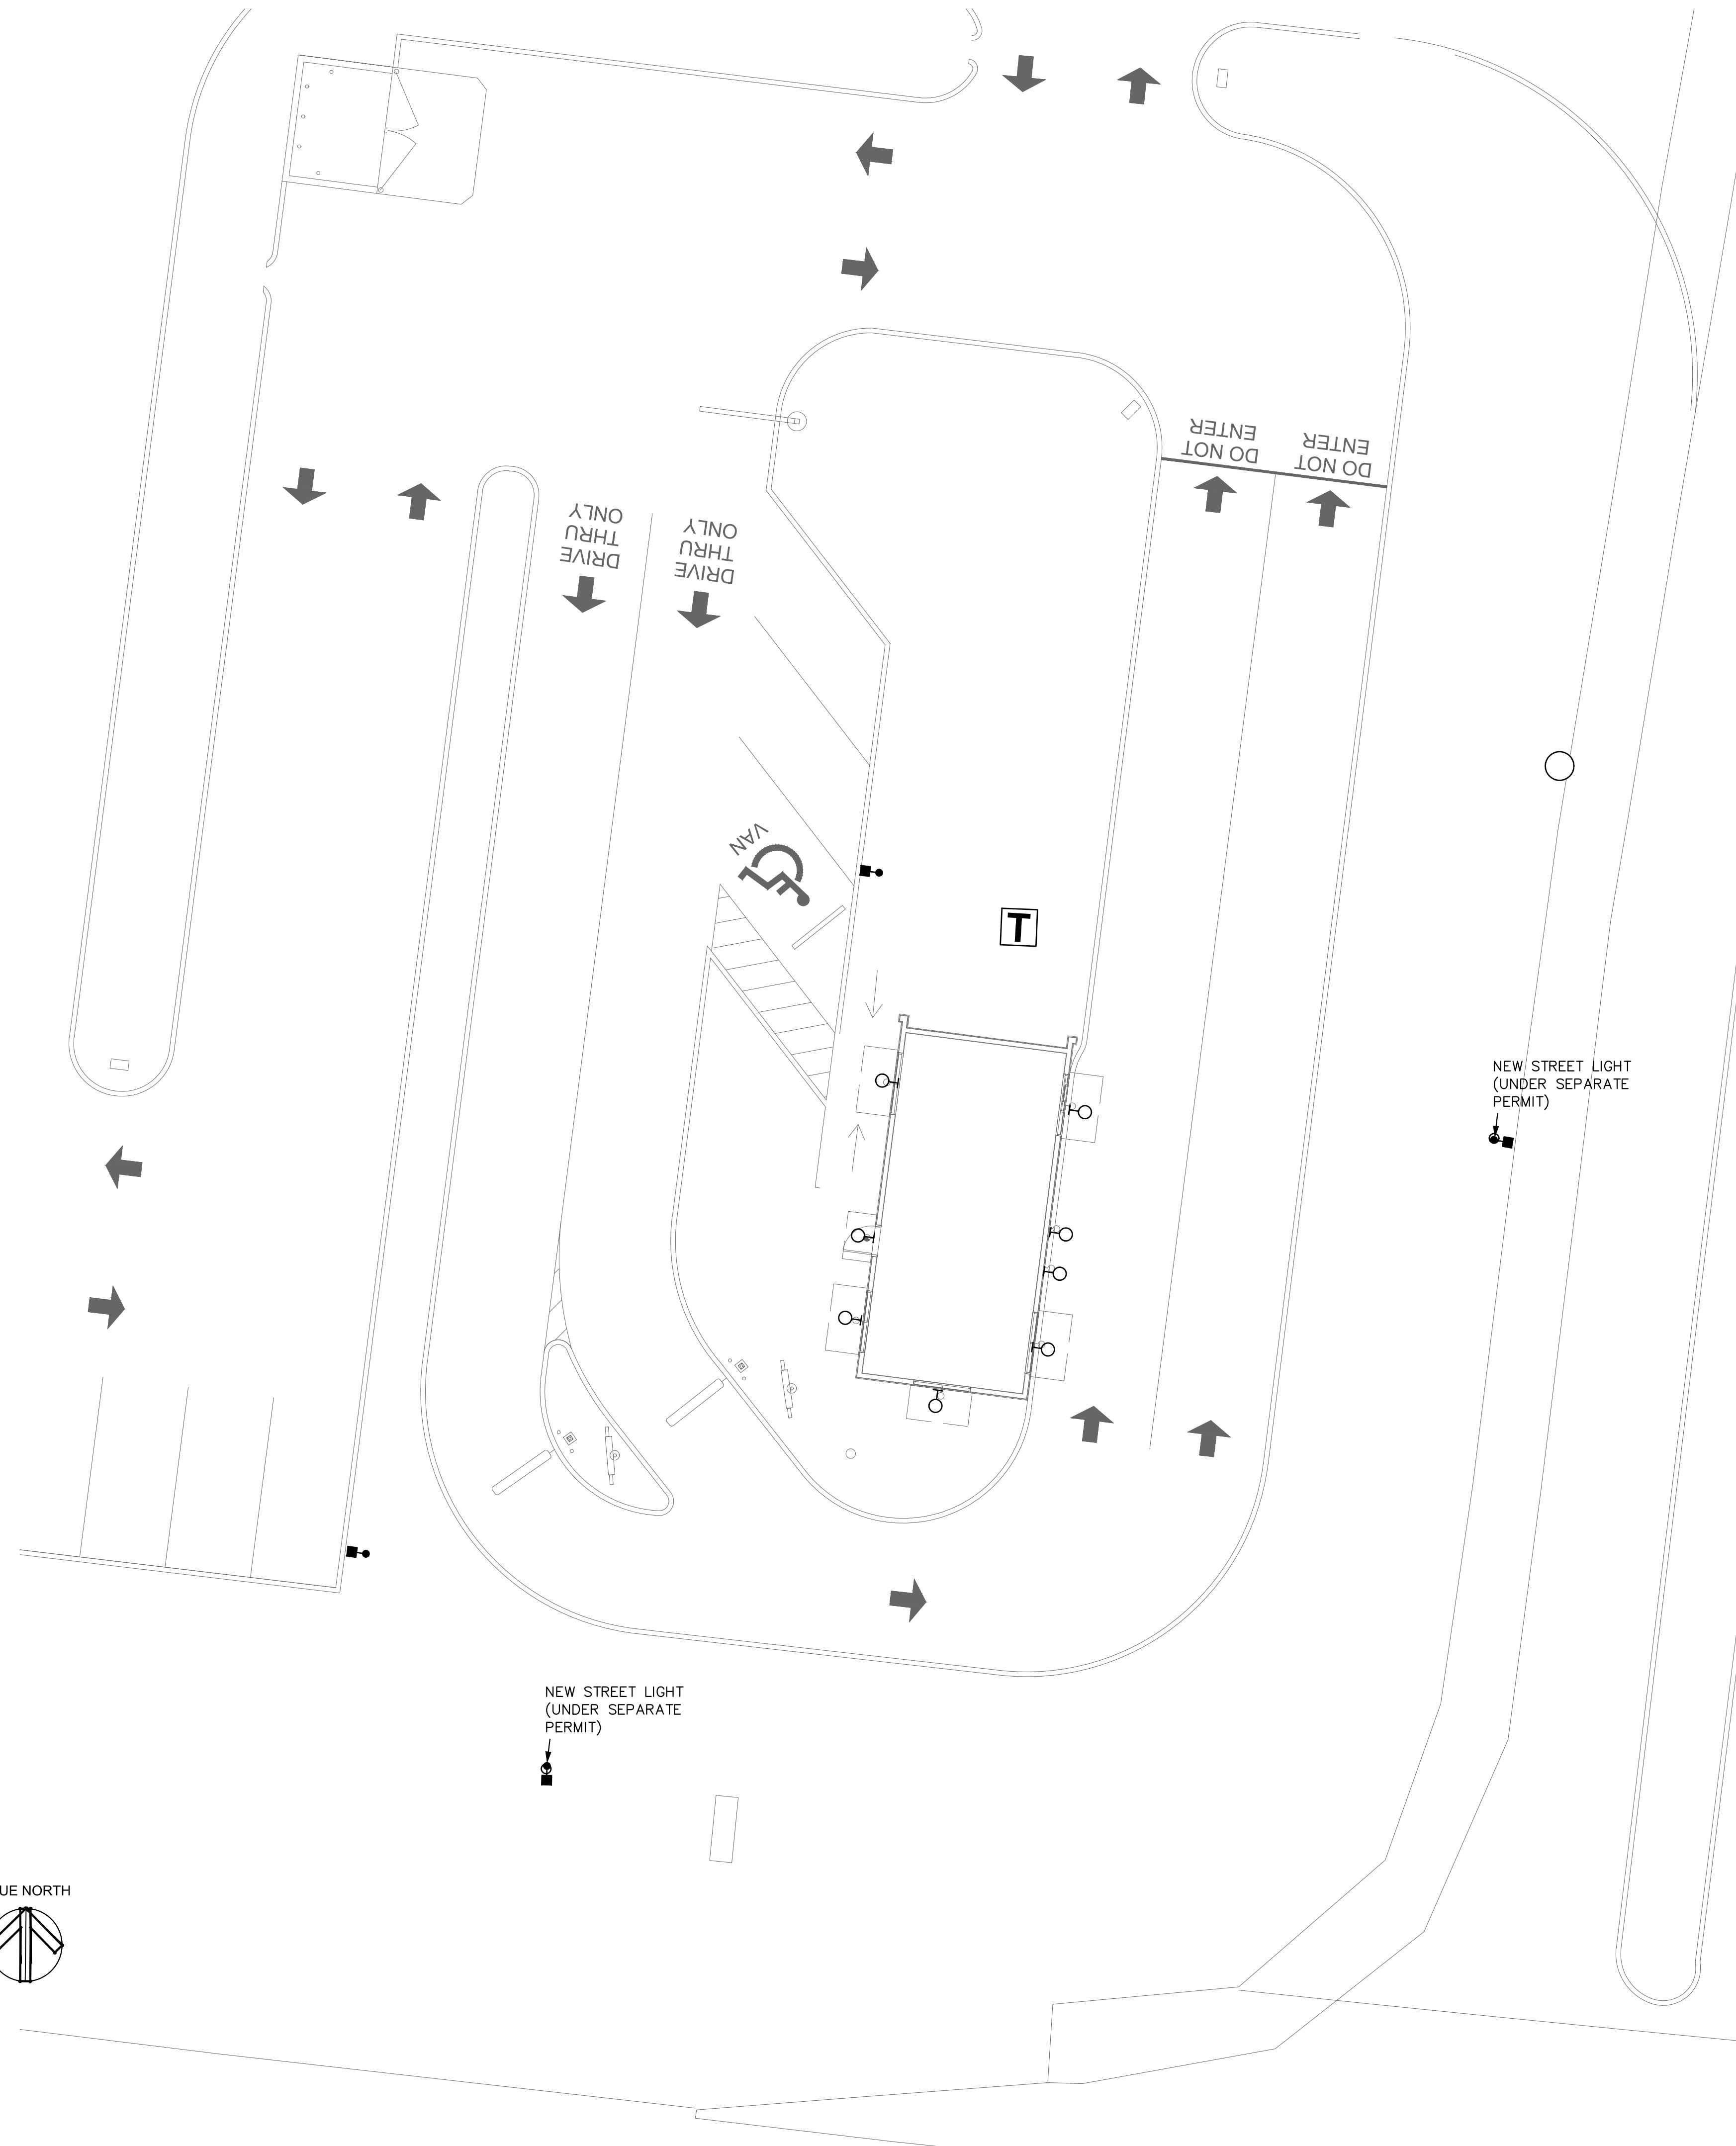 DO NOT
ENTER
DO NOT
ENTER
DRIVE
THRU
ONLY
DRIVE
THRU
ONLY
VAN
T
NEW STREET LIGHT
(UNDER SEPARATE
PERMIT)
NEW STREET LIGHT
(UNDER SEPARATE
PERMIT)
UE NORTH